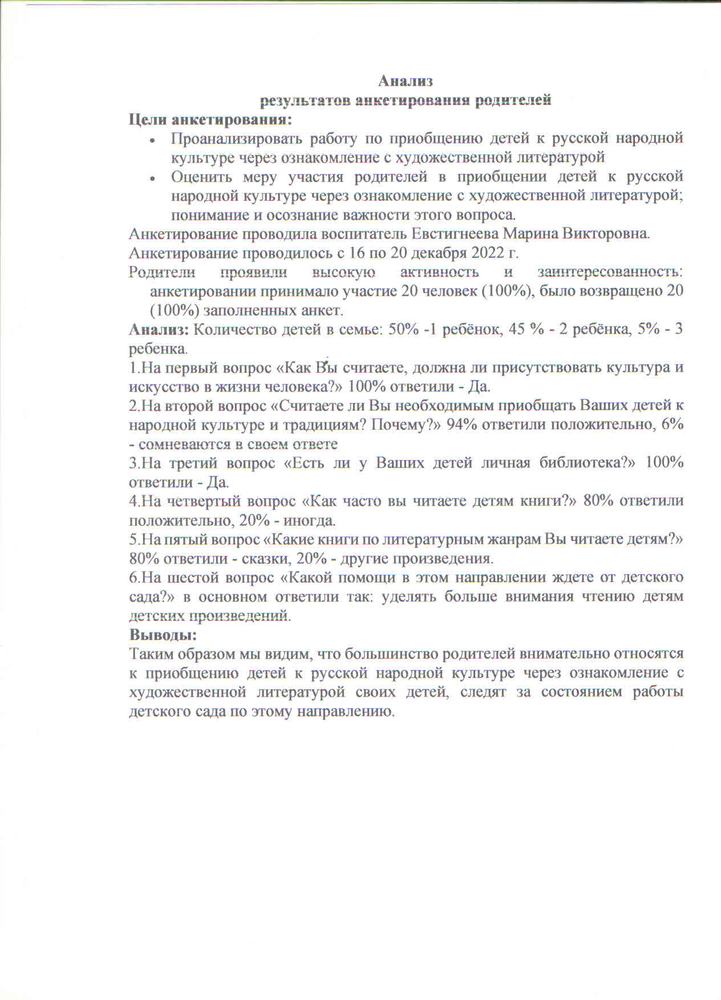 Анализ
результатов анкетирования родителей
Цели анкетирования:
• Проанализировать работу по приобщению детей к русской народной
культуре через ознакомление с художественной литературой
• Оценить меру участия родителей в приобщении детей к русской
народной культуре через ознакомление с художественной литературой;
понимание и осознание важности этого вопроса.
Анкетирование проводила воспитатель Евстигнеева Марина Викторовна.
Анкетирование проводилось с 16 по 20 декабря 2022 г.
Родители проявили высокую активность и заинтересованность:
анкетировании принимало участие 20 человек (100%), было возвращено 20
(100%) заполненных анкет.
Анализ: Количество детей в семье: 50% -1 ребёнок, 45 % - 2 ребёнка, 5% - 3
ребенка.
1.На первый вопрос «Как Вы считаете, должна ли присутствовать культура и
искусство в жизни человека?» 100% ответили - Да.
2.На второй вопрос «Считаете ли Вы необходимым приобщать Ваших детей к
народной культуре и традициям? Почему?» 94% ответили положительно, 6%
- сомневаются в своем ответе
3.На третий вопрос «Есть ли у Ваших детей личная библиотека?» 100%
ответили - Да.
4.На четвертый вопрос «Как часто вы читаете детям книги?» 80% ответили
положительно, 20% - иногда.
5.На пятый вопрос «Какие книги по литературным жанрам Вы читаете детям?»
80% ответили - сказки, 20% - другие произведения.
6.На шестой вопрос «Какой помощи в этом направлении ждете от детского
сада?» в основном ответили так: уделять больше внимания чтению детям
детских произведений.
Выводы:
Таким образом мы видим, что большинство родителей внимательно относятся
к приобщению детей к русской народной культуре через ознакомление с
художественной литературой своих детей, следят за состоянием работы
детского сада по этому направлению.